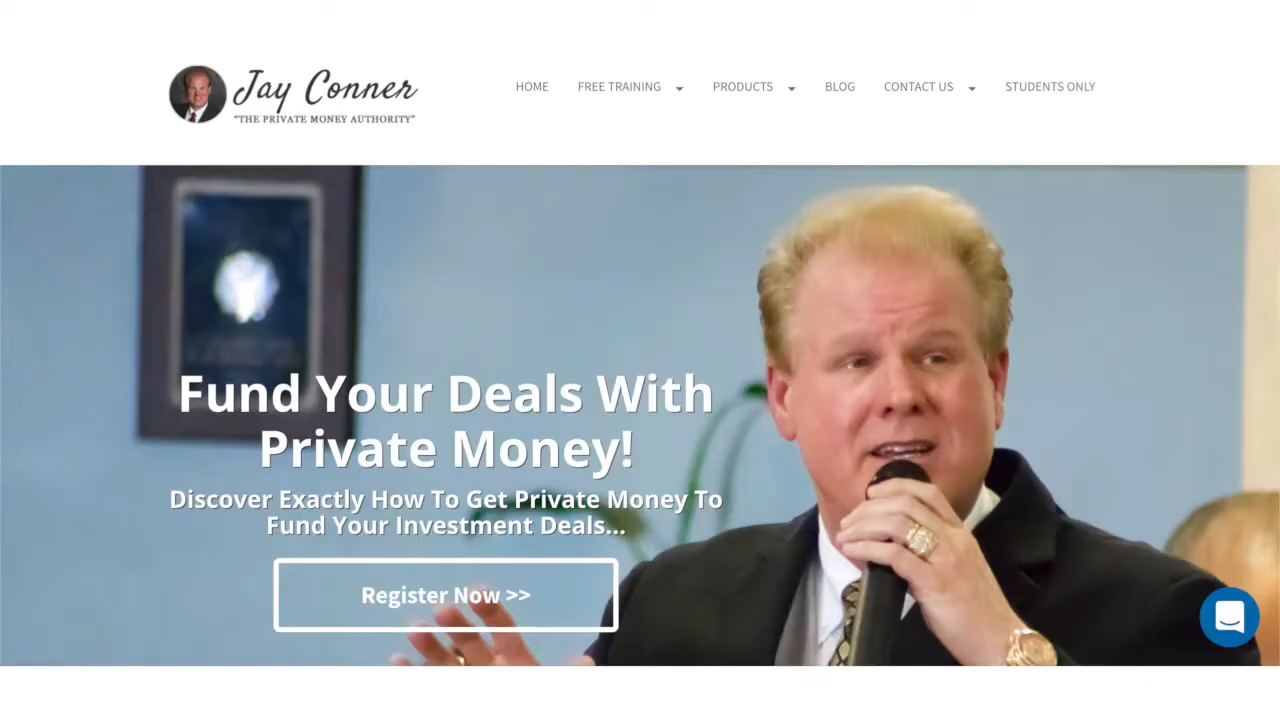 Jay Conner
"THE PRIVATE MONEY AUTHORITY"
HOME FREE TRAINING PRODUCTS BLOG CONTACT US STUDENTS ONLY
Fund Your Deals With
Private Money!
Discover Exactly How To Get Private Money To
Fund Your Investment Deals...
Register Now >>